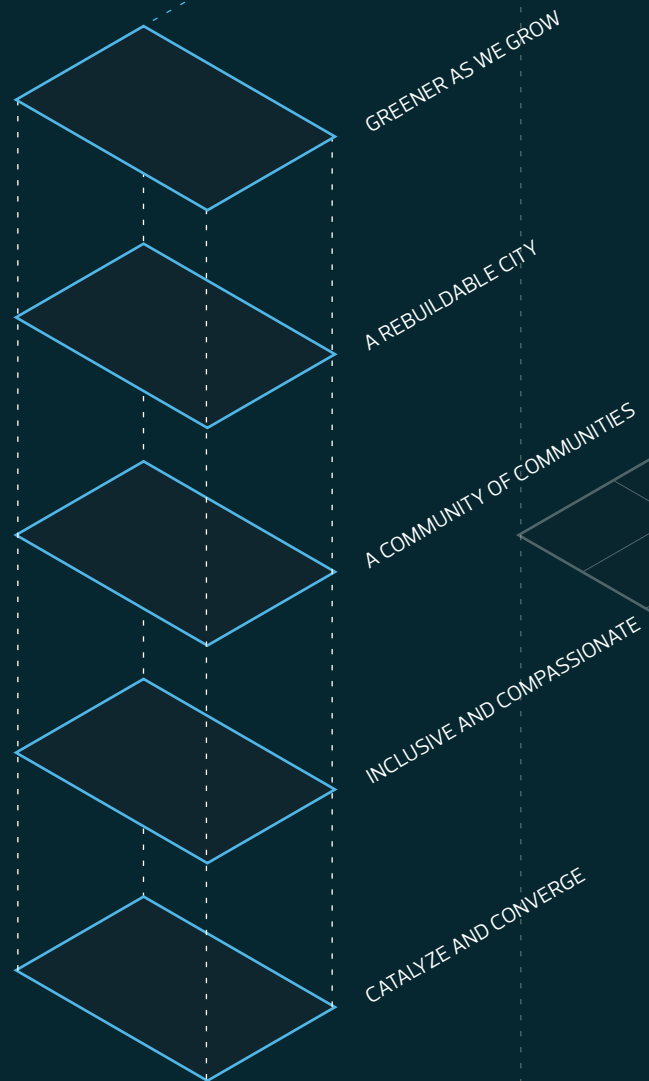 GREENER AS WE GROW
A REBUILDABLE CITY
A COMMUNITY OF COMMUNITIES
INCLUSIVE AND COMPASSIONATE
CATALYZE AND CONVERGE